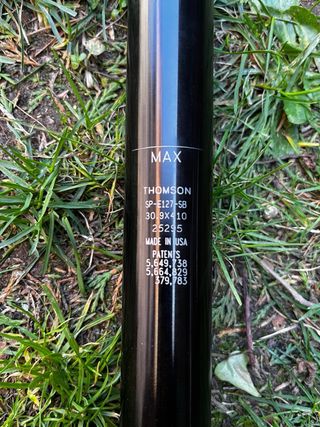 MAX
THOMSON
SP-E127-SB
30.9X410
25295
MADE IN USA
PATENTS
5,649,738
5,664,829
379,783